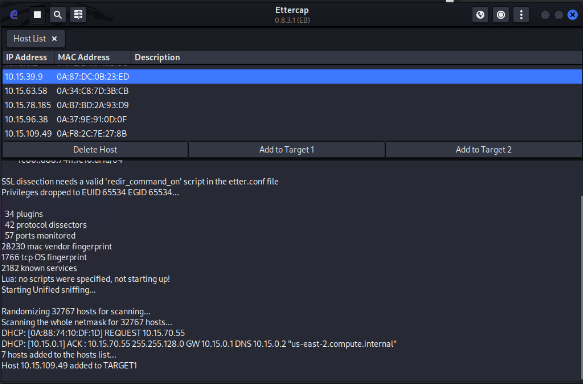 Ettercap
0.8.3.1 (EB)
Host List ×
IP Address MAC Address Description
10.15.39.9 0A:87:DC:0B:23:ED
10.15.63.58 0A:34:C8:7D:3B:CB
10.15.78.185 0A:B7:BD:2A:93:D9
10.15.96.38 0A:37:9E:91:0D:0F
10.15.109.49 0A:F8:2C:7E:27:8B
Delete Host Add to Target 1 Add to Target 2
SSL dissection needs a valid 'redir_command_on' script in the etter.conf file
Privileges dropped to EUID 65534 EGID 65534...
34 plugins
42 protocol dissectors
57 ports monitored
28230 mac vendor fingerprint
1766 tcp OS fingerprint
2182 known services
Lua: no scripts were specified, not starting up!
Starting Unified sniffing...
Randomizing 32767 hosts for scanning...
Scanning the whole netmask for 32767 hosts...
DHCP: [0A:88:74:10:DF:1D] REQUEST 10.15.70.55
DHCP: [10.15.0.1] ACK : 10.15.70.55 255.255.128.0 GW 10.15.0.1 DNS 10.15.0.2 "us-east-2.compute.internal"
7 hosts added to the hosts list...
Host 10.15.109.49 added to TARGET1